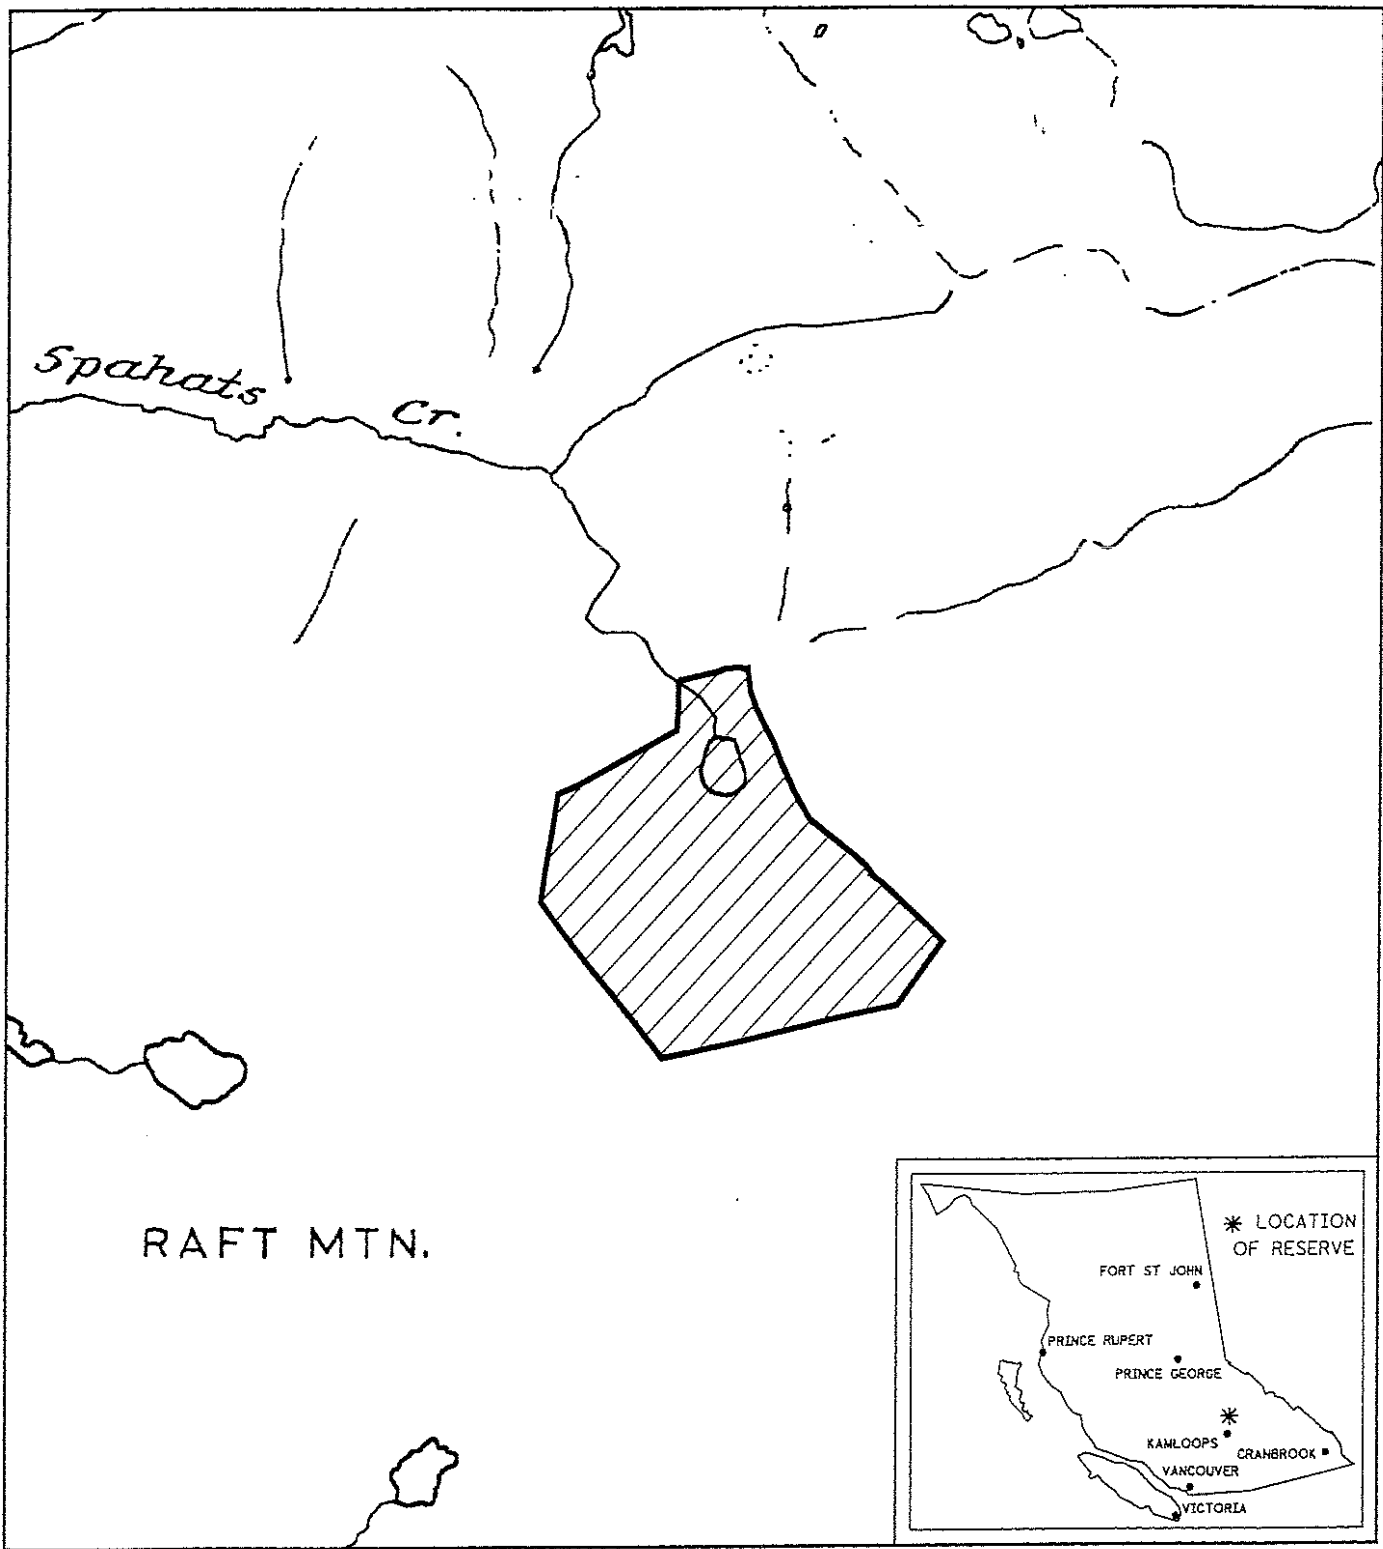 Spahats Cr.
RAFT MTN.
✳ LOCATION
OF RESERVE
FORT ST JOHN
PRINCE RUPERT
PRINCE GEORGE
KAMLOOPS
CRANBROOK
VANCOUVER
VICTORIA